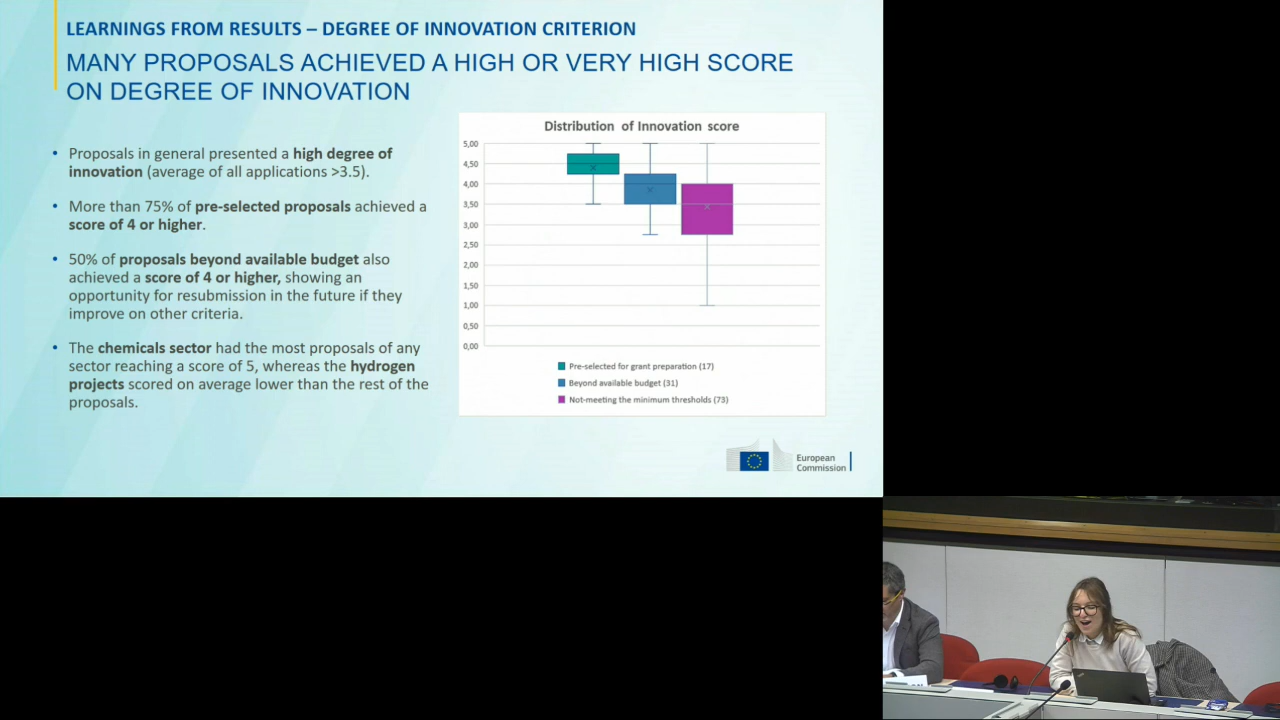 LEARNINGS FROM RESULTS – DEGREE OF INNOVATION CRITERION
MANY PROPOSALS ACHIEVED A HIGH OR VERY HIGH SCORE
ON DEGREE OF INNOVATION
• Proposals in general presented a high degree of
innovation (average of all applications >3.5).
• More than 75% of pre-selected proposals achieved a
score of 4 or higher.
• 50% of proposals beyond available budget also
achieved a score of 4 or higher, showing an
opportunity for resubmission in the future if they
improve on other criteria.
• The chemicals sector had the most proposals of any
sector reaching a score of 5, whereas the hydrogen
projects scored on average lower than the rest of the
proposals.
Distribution of Innovation score
5,00
4,50
4,00
3,50
3,00
2,50
2,00
1,50
1,00
0,50
0,00
Pre-selected for grant preparation (17)
Beyond available budget (31)
Not-meeting the minimum thresholds (73)
European
Commission